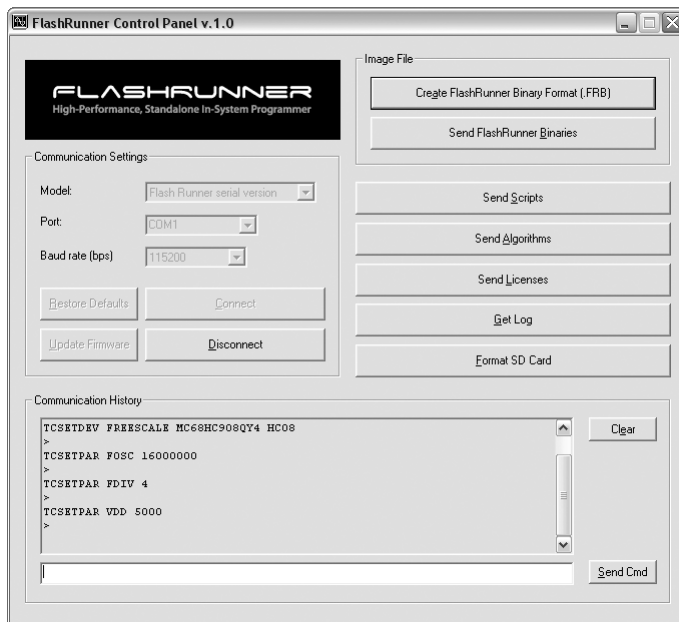 FlashRunner Control Panel v.1.0
FLASHRUNNER
High-Performance, Standalone In-System Programmer
Communication Settings
Model:
Flash Runner serial version
Port:
COM1
Baud rate (bps)
115200
Restore Defaults
Connect
Update Firmware
Disconnect
Image File
Create FlashRunner Binary Format (.FRB)
Send FlashRunner Binaries
Send Scripts
Send Algorithms
Send Licenses
Get Log
Format SD Card
Communication History
TCSETDEV FREESCALE MC68HC908QY4 HC08
>
TCSETPAR FOSC 16000000
>
TCSETPAR FDIV 4
>
TCSETPAR VDD 5000
>
Clear
Send Cmd